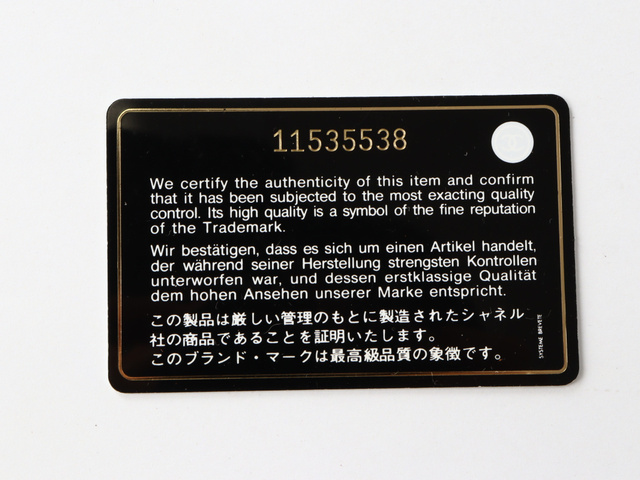 11535538
We certify the authenticity of this item and confirm
that it has been subjected to the most exacting quality
control. Its high quality is a symbol of the fine reputation
of the Trademark.
Wir bestätigen, dass es sich um einen Artikel handelt,
der während seiner Herstellung strengsten Kontrollen
unterworfen war, und dessen erstklassige Qualität
dem hohen Ansehen unserer Marke entspricht.
この製品は厳しい管理のもとに製造されたシャネル
社の商品であることを証明いたします。
このブランド・マークは最高級品質の象徴です。
SYSTEME BREVETE